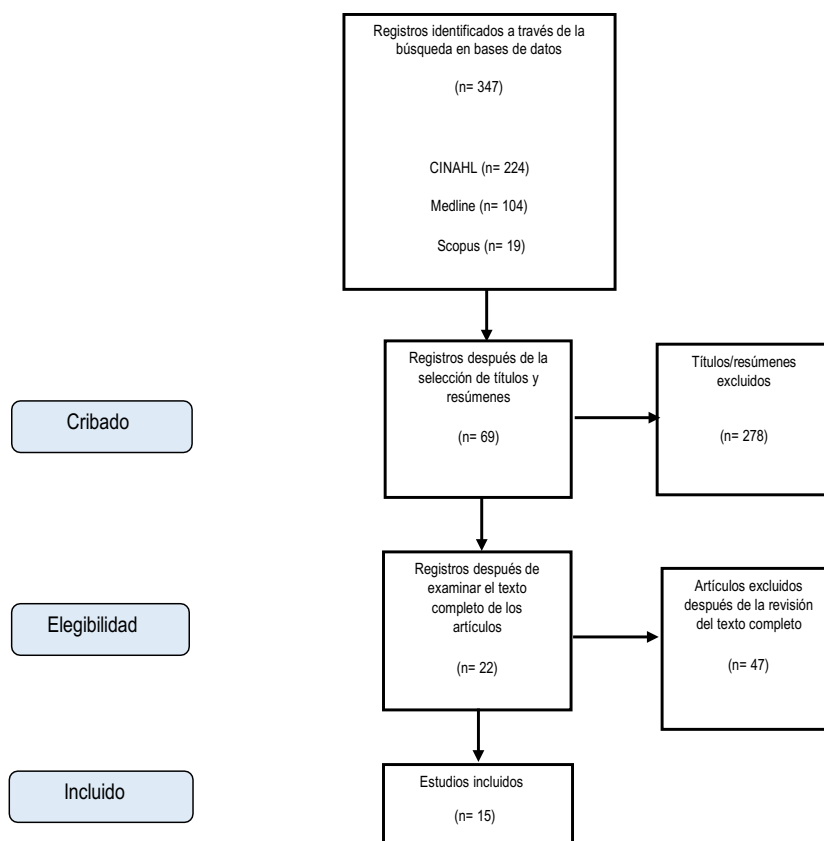 Registros identificados a través de la
búsqueda en bases de datos
(n= 347)
CINAHL (n= 224)
Medline (n= 104)
Scopus (n= 19)
Registros después de la
selección de títulos y
resúmenes
(n= 69)
Títulos/resúmenes
excluidos
(n= 278)
Cribado
Registros después de
examinar el texto
completo de los
artículos
(n= 22)
Artículos excluidos
después de la revisión
del texto completo
(n= 47)
Elegibilidad
Estudios incluidos
(n= 15)
Incluido